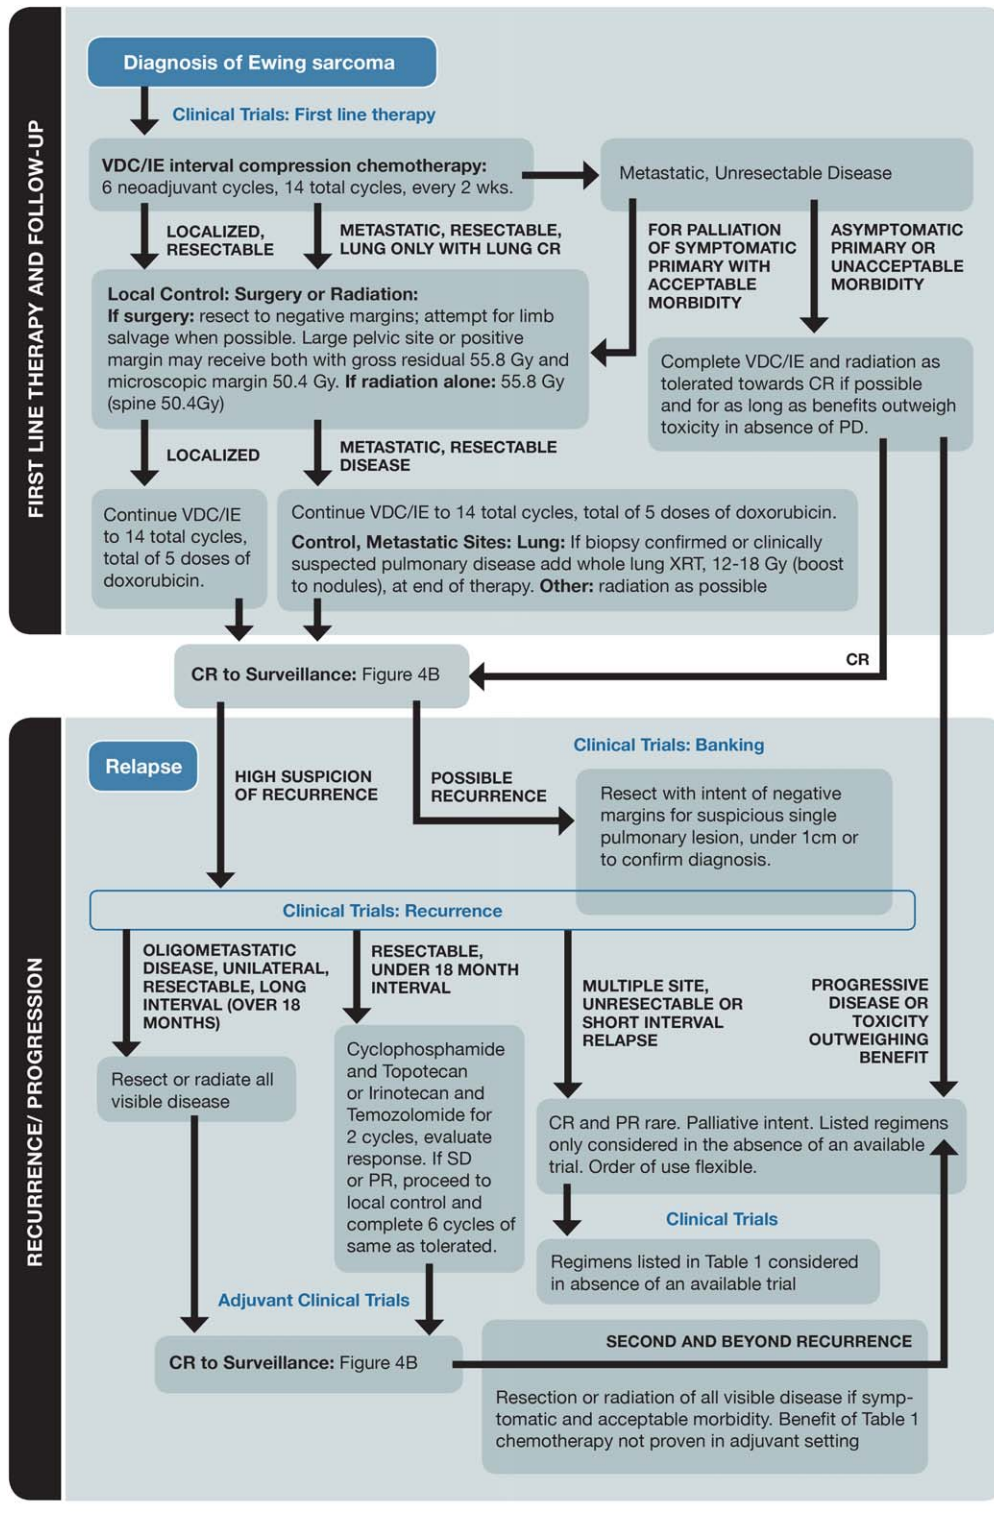 FIRST LINE THERAPY AND FOLLOW-UP
Diagnosis of Ewing sarcoma
Clinical Trials: First line therapy
VDC/IE interval compression chemotherapy:
6 neoadjuvant cycles, 14 total cycles, every 2 wks.
Metastatic, Unresectable Disease
LOCALIZED,
RESECTABLE
METASTATIC, RESECTABLE,
LUNG ONLY WITH LUNG CR
FOR PALLIATION
OF SYMPTOMATIC
PRIMARY WITH
ACCEPTABLE
MORBIDITY
ASYMPTOMATIC
PRIMARY OR
UNACCEPTABLE
MORBIDITY
Local Control: Surgery or Radiation:
If surgery: resect to negative margins; attempt for limb
salvage when possible. Large pelvic site or positive
margin may receive both with gross residual 55.8 Gy and
microscopic margin 50.4 Gy. If radiation alone: 55.8 Gy
(spine 50.4Gy)
Complete VDC/IE and radiation as
tolerated towards CR if possible
and for as long as benefits outweigh
toxicity in absence of PD.
LOCALIZED
METASTATIC, RESECTABLE
DISEASE
Continue VDC/IE
to 14 total cycles,
total of 5 doses of
doxorubicin.
Continue VDC/IE to 14 total cycles, total of 5 doses of doxorubicin.
Control, Metastatic Sites: Lung: If biopsy confirmed or clinically
suspected pulmonary disease add whole lung XRT, 12-18 Gy (boost
to nodules), at end of therapy. Other: radiation as possible
CR
CR to Surveillance: Figure 4B
RECURRENCE/ PROGRESSION
Relapse
HIGH SUSPICION
OF RECURRENCE
POSSIBLE
RECURRENCE
Clinical Trials: Banking
Resect with intent of negative
margins for suspicious single
pulmonary lesion, under 1cm or
to confirm diagnosis.
Clinical Trials: Recurrence
OLIGOMETASTATIC
DISEASE, UNILATERAL,
RESECTABLE, LONG
INTERVAL (OVER 18
MONTHS)
RESECTABLE,
UNDER 18 MONTH
INTERVAL
MULTIPLE SITE,
UNRESECTABLE OR
SHORT INTERVAL
RELAPSE
PROGRESSIVE
DISEASE OR
TOXICITY
OUTWEIGHING
BENEFIT
Resect or radiate all
visible disease
Cyclophosphamide
and Topotecan
or Irinotecan and
Temozolomide for
2 cycles, evaluate
response. If SD
or PR, proceed to
local control and
complete 6 cycles of
same as tolerated.
CR and PR rare. Palliative intent. Listed regimens
only considered in the absence of an available
trial. Order of use flexible.
Clinical Trials
Regimens listed in Table 1 considered
in absence of an available trial
Adjuvant Clinical Trials
CR to Surveillance: Figure 4B
SECOND AND BEYOND RECURRENCE
Resection or radiation of all visible disease if symp-
tomatic and acceptable morbidity. Benefit of Table 1
chemotherapy not proven in adjuvant setting